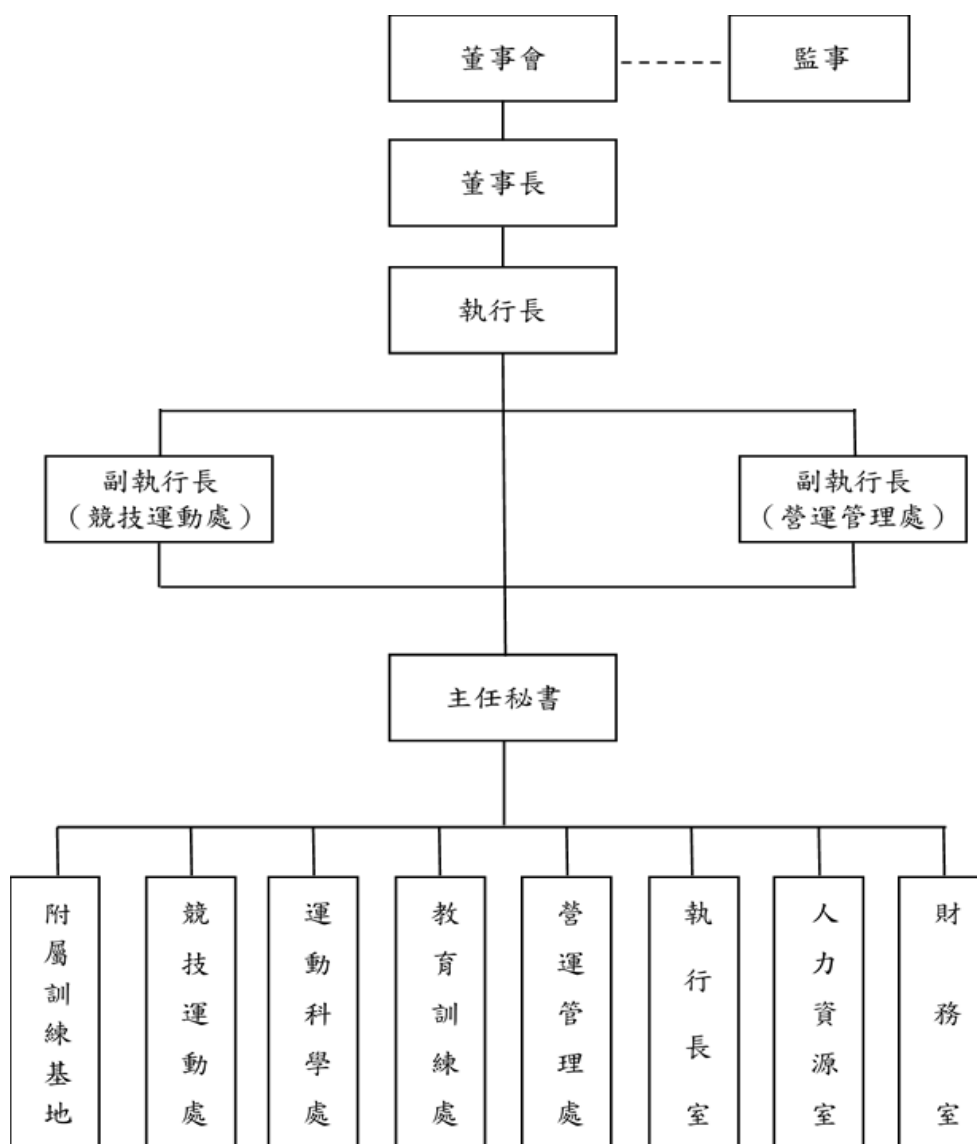 董事會
監事
董事長
執行長
副執行長
（競技運動處）
副執行長
（營運管理處）
主任秘書
附屬訓練基地
競技運動處
運動科學處
教育訓練處
營運管理處
執行長室
人力資源室
財務室